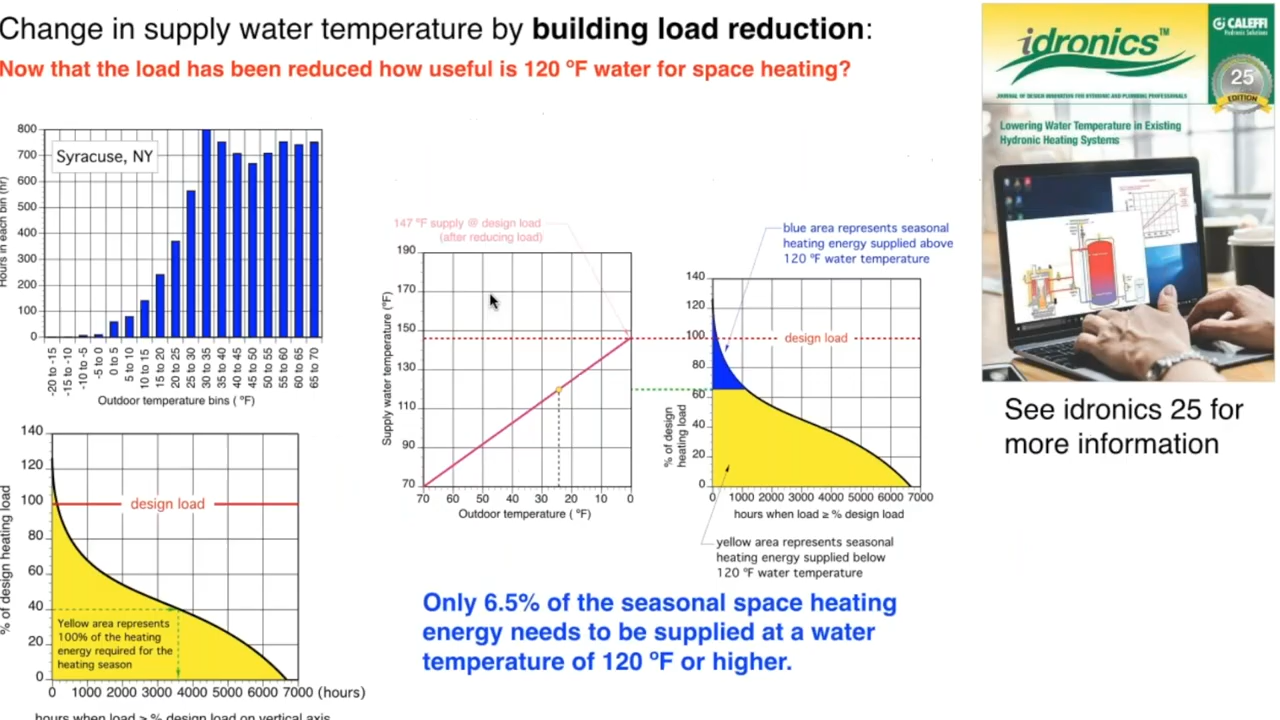 Change in supply water temperature by building load reduction:
Now that the load has been reduced how useful is 120 ºF water for space heating?
800
700
600
500
400
300
200
100
0
Hours in each bin (hr)
Syracuse, NY
-20 to -15
-15 to -10
-10 to -5
-5 to 0
0 to 5
5 to 10
10 to 15
15 to 20
20 to 25
25 to 30
30 to 35
35 to 40
40 to 45
45 to 50
50 to 55
55 to 60
60 to 65
65 to 70
Outdoor temperature bins ( ºF)
140
120
100
80
60
40
20
0
% of design heating load
design load
Yellow area represents
100% of the heating
energy required for the
heating season
0 1000 2000 3000 4000 5000 6000 7000 (hours)
hours when load ≥ % design load on vertical axis
147 ºF supply @ design load
(after reducing load)
190
170
150
130
110
90
70
Supply water temperature (ºF)
70 60 50 40 30 20 10 0
Outdoor temperature ( ºF)
blue area represents seasonal
heating energy supplied above
120 ºF water temperature
140
120
100
80
60
40
20
0
% of design
heating load
design load
0 1000 2000 3000 4000 5000 6000 7000
hours when load ≥ % design load
yellow area represents seasonal
heating energy supplied below
120 ºF water temperature
Only 6.5% of the seasonal space heating
energy needs to be supplied at a water
temperature of 120 ºF or higher.
idronics™
CALEFFI
Hydronic Solutions
25
EDITION
JOURNAL OF DESIGN INNOVATION FOR HYDRONIC AND PLUMBING PROFESSIONALS
Lowering Water Temperature in Existing
Hydronic Heating Systems
See idronics 25 for
more information